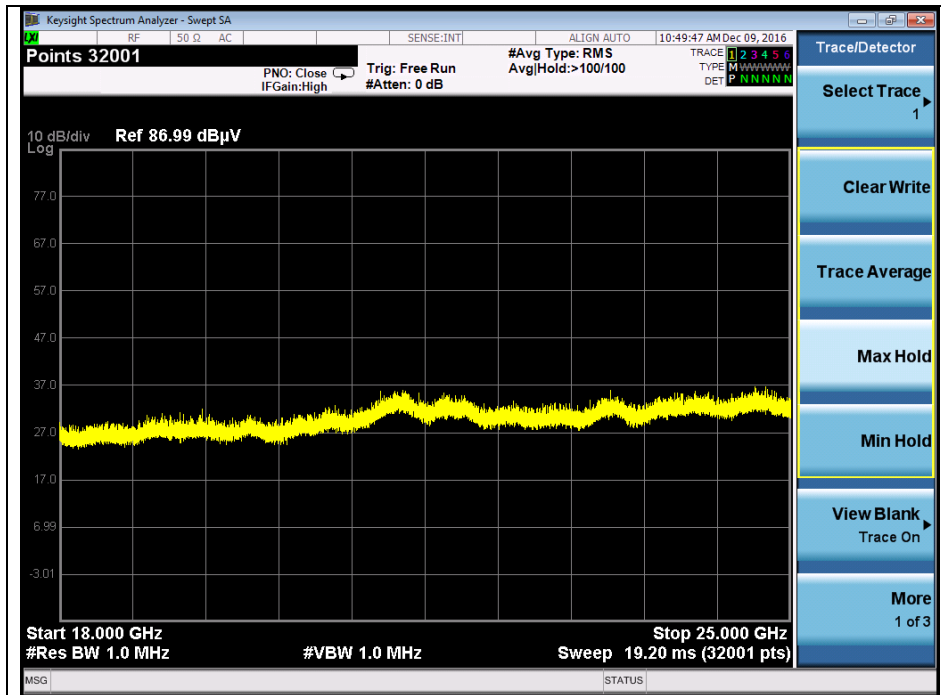 Keysight Spectrum Analyzer - Swept SA
LXI RF 50 Ω AC SENSE:INT ALIGN AUTO 10:49:47 AM Dec 09, 2016
Points 32001
PNO: Close
IFGain:High
Trig: Free Run
#Atten: 0 dB
#Avg Type: RMS
Avg|Hold:>100/100
TRACE 1 2 3 4 5 6
TYPE M WWWWW
DET P N N N N N
Trace/Detector
Select Trace
1
Clear Write
Trace Average
Max Hold
Min Hold
View Blank
Trace On
More
1 of 3
10 dB/div Ref 86.99 dBµV
Log
77.0
67.0
57.0
47.0
37.0
27.0
17.0
6.99
-3.01
Start 18.000 GHz Stop 25.000 GHz
#Res BW 1.0 MHz #VBW 1.0 MHz Sweep 19.20 ms (32001 pts)
MSG STATUS